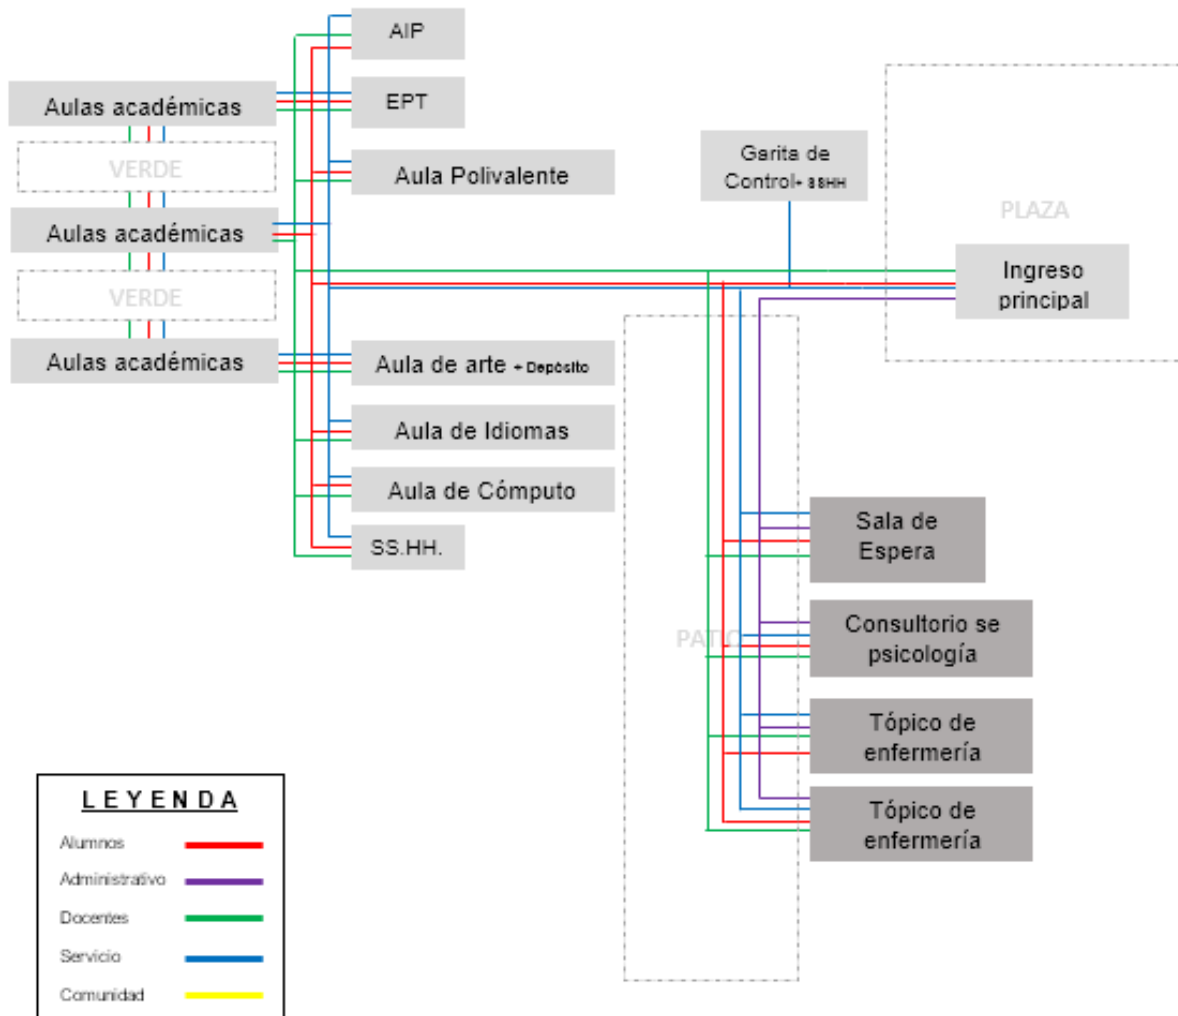 AIP
Aulas académicas
EPT
VERDE
Aula Polivalente
Garita de
Control+ SSHH
PLAZA
Aulas académicas
Ingreso
principal
VERDE
Aulas académicas
Aula de arte + Depósito
Aula de Idiomas
Aula de Cómputo
SS.HH.
Sala de
Espera
PATIO
Consultorio se
psicología
Tópico de
enfermería
Tópico de
enfermería
LEYENDA
Alumnos
Administrativo
Docentes
Servicio
Comunidad